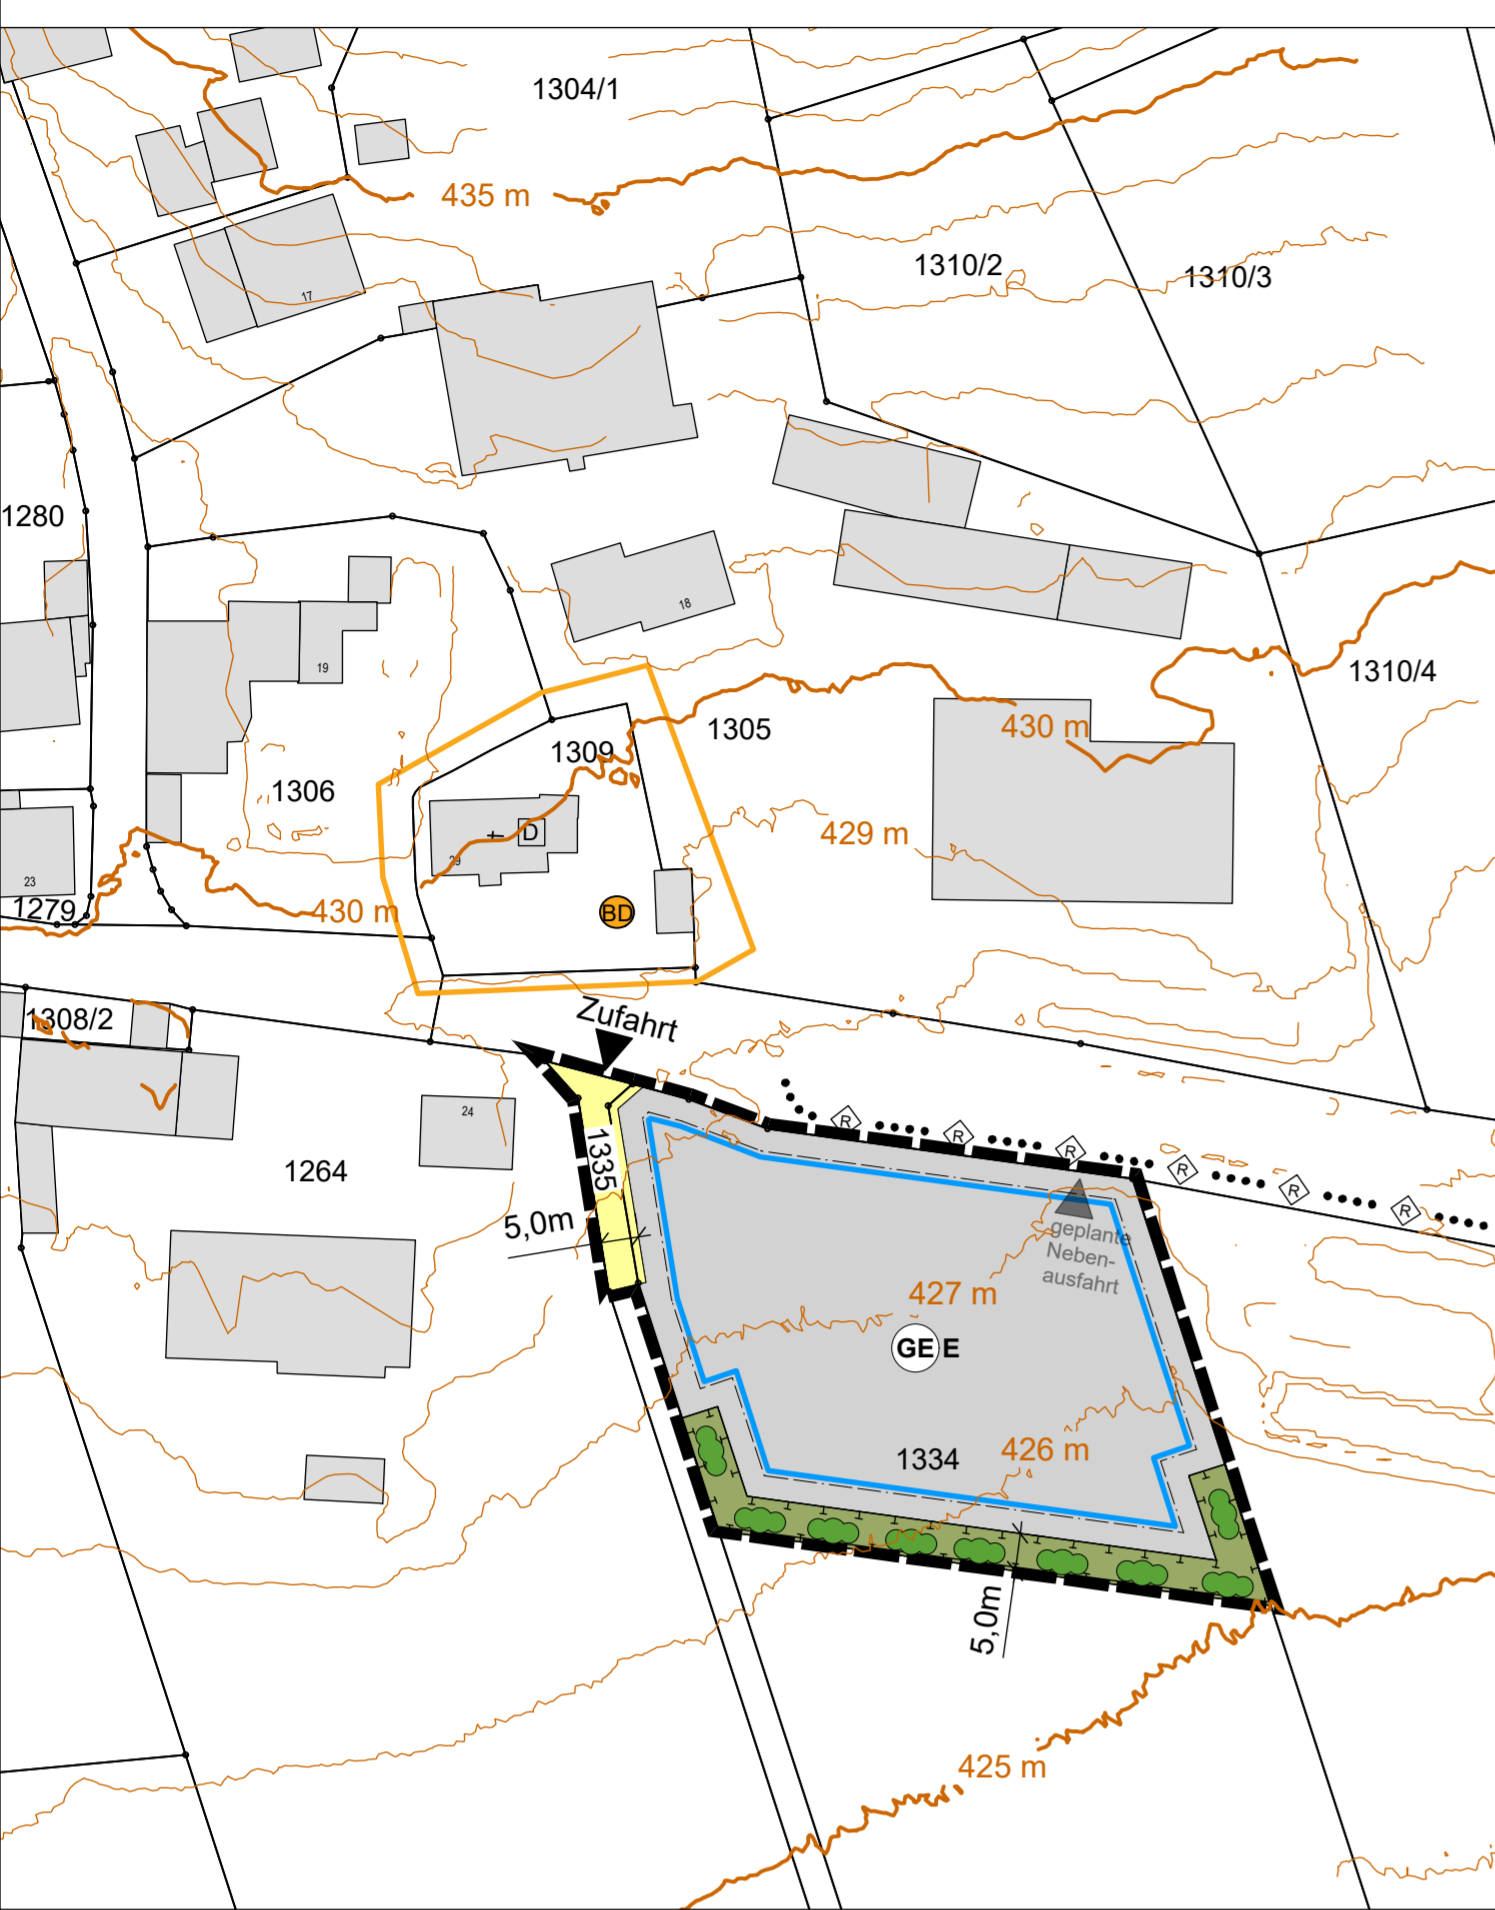 1304/1
435 m
1310/2
1310/3
17
1280
18
19
1310/4
1305
430 m
1309
1306
D
429 m
29
23
1279
430 m
BD
1308/2
Zufahrt
24
R
R
R
R
R
R
1335
1264
5,0m
geplante
Neben-
ausfahrt
427 m
GE E
1334
426 m
5,0m
425 m